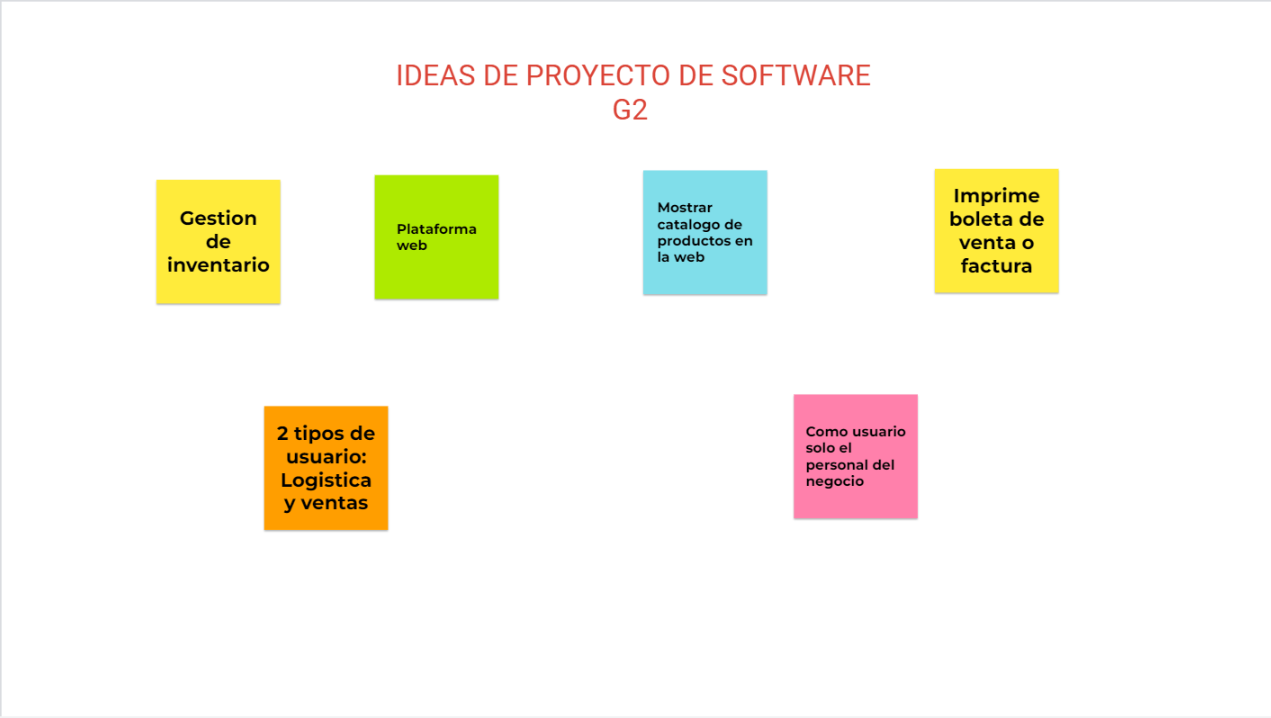 IDEAS DE PROYECTO DE SOFTWARE
G2
Gestion
de
inventario
Plataforma
web
Mostrar
catalogo de
productos en
la web
Imprime
boleta de
venta o
factura
2 tipos de
usuario:
Logistica
y ventas
Como usuario
solo el
personal del
negocio